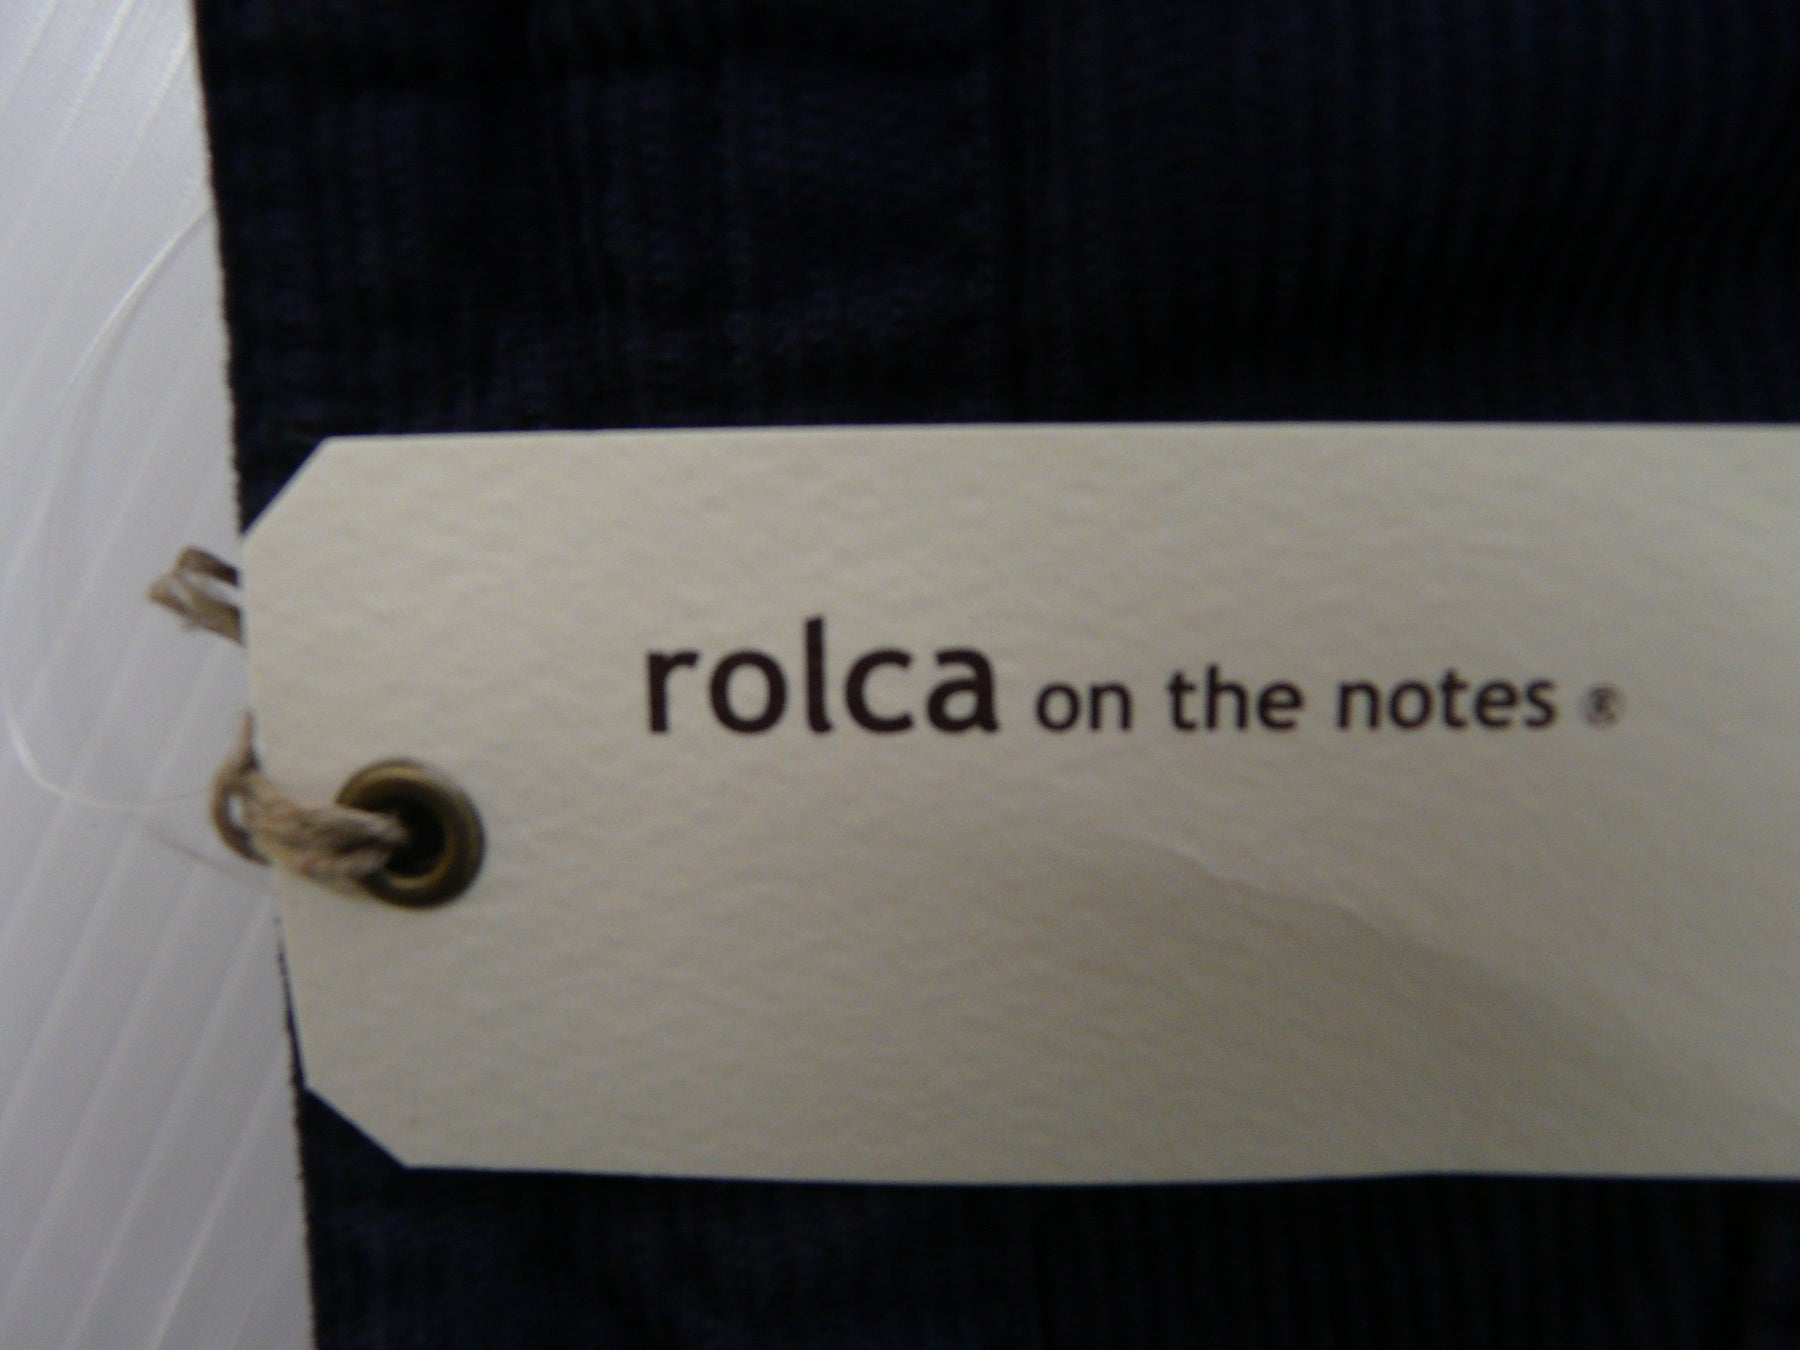 rolca on the notes ®